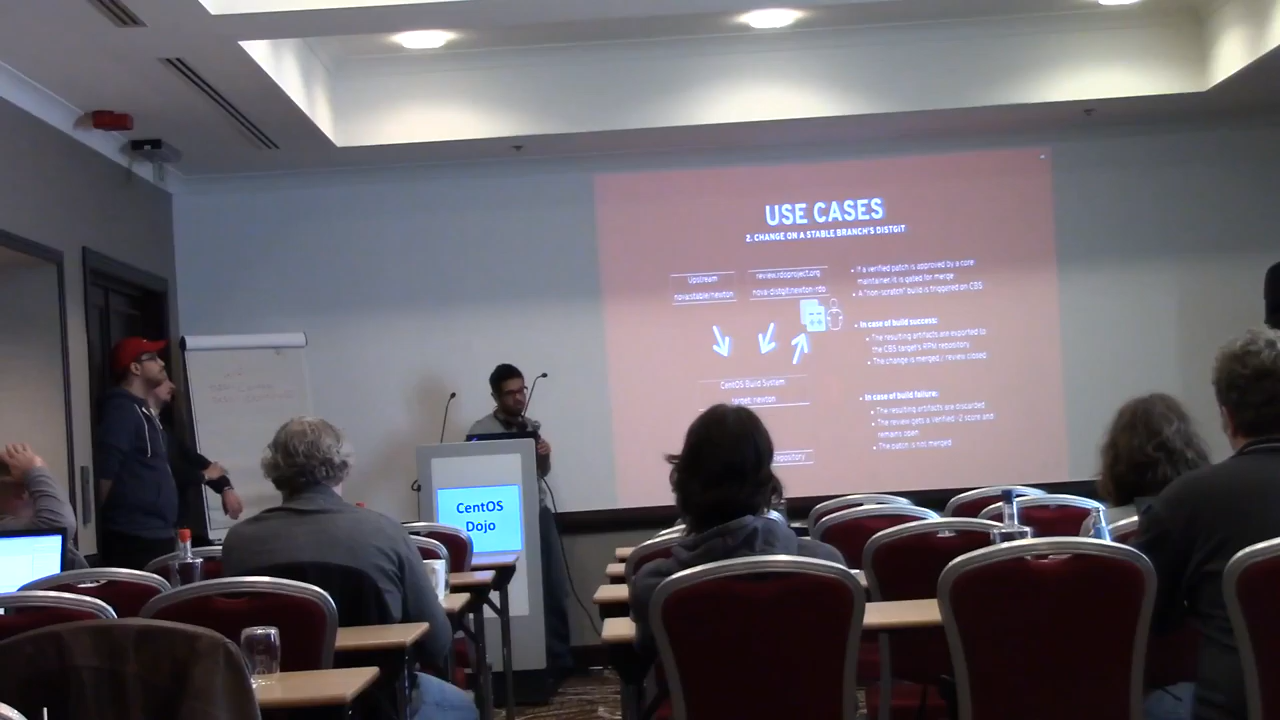 USE CASES
2. CHANGE ON A STABLE BRANCH'S DISTGIT
Upstream
nova:stable/newton
review.rdoproject.org
nova-distgit:newton-rdo
CentOS Build System
target: newton
Repository
• If a verified patch is approved by a core
maintainer, it is gated for merge
• A "non-scratch" build is triggered on CBS
• In case of build success:
• The resulting artifacts are exported to
the CBS target's RPM repository
• The change is merged / review closed
• In case of build failure:
• The resulting artifacts are discarded
• The review gets a Verified -2 score and
remains open
• The patch is not merged
CentOS
Dojo